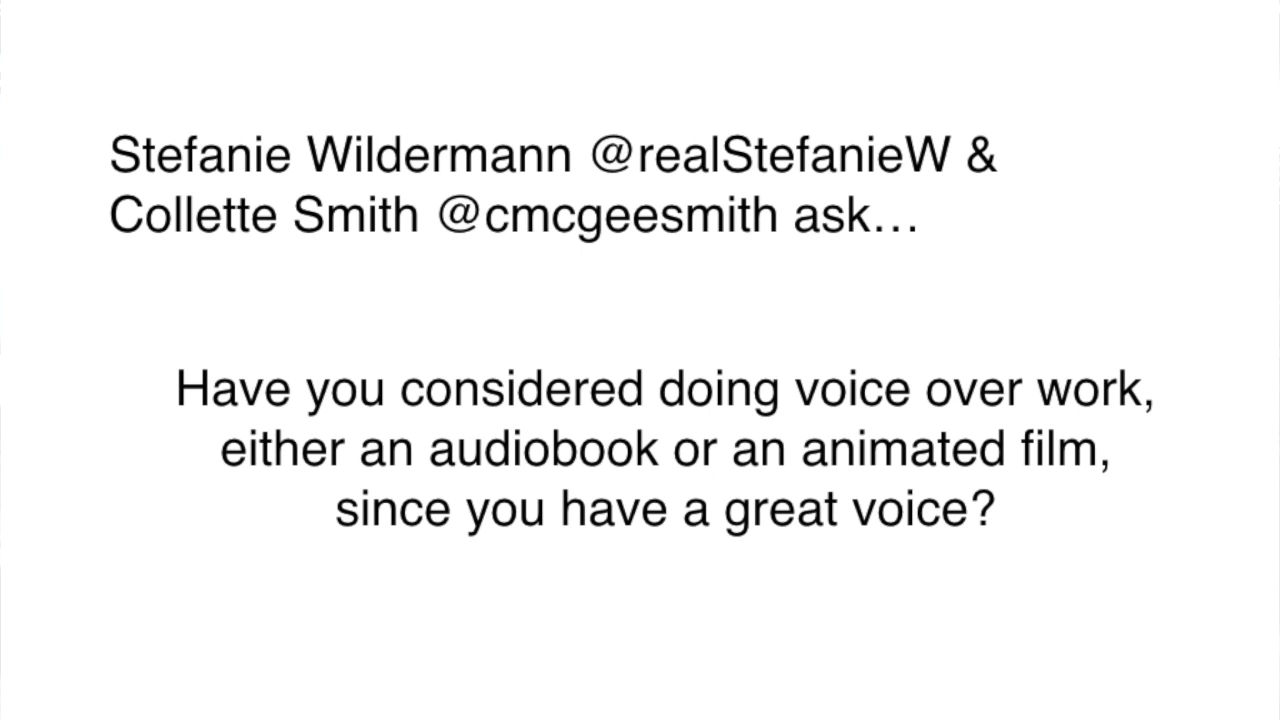 Stefanie Wildermann @realStefanieW &
Collette Smith @cmcgeesmith ask…
Have you considered doing voice over work,
either an audiobook or an animated film,
since you have a great voice?